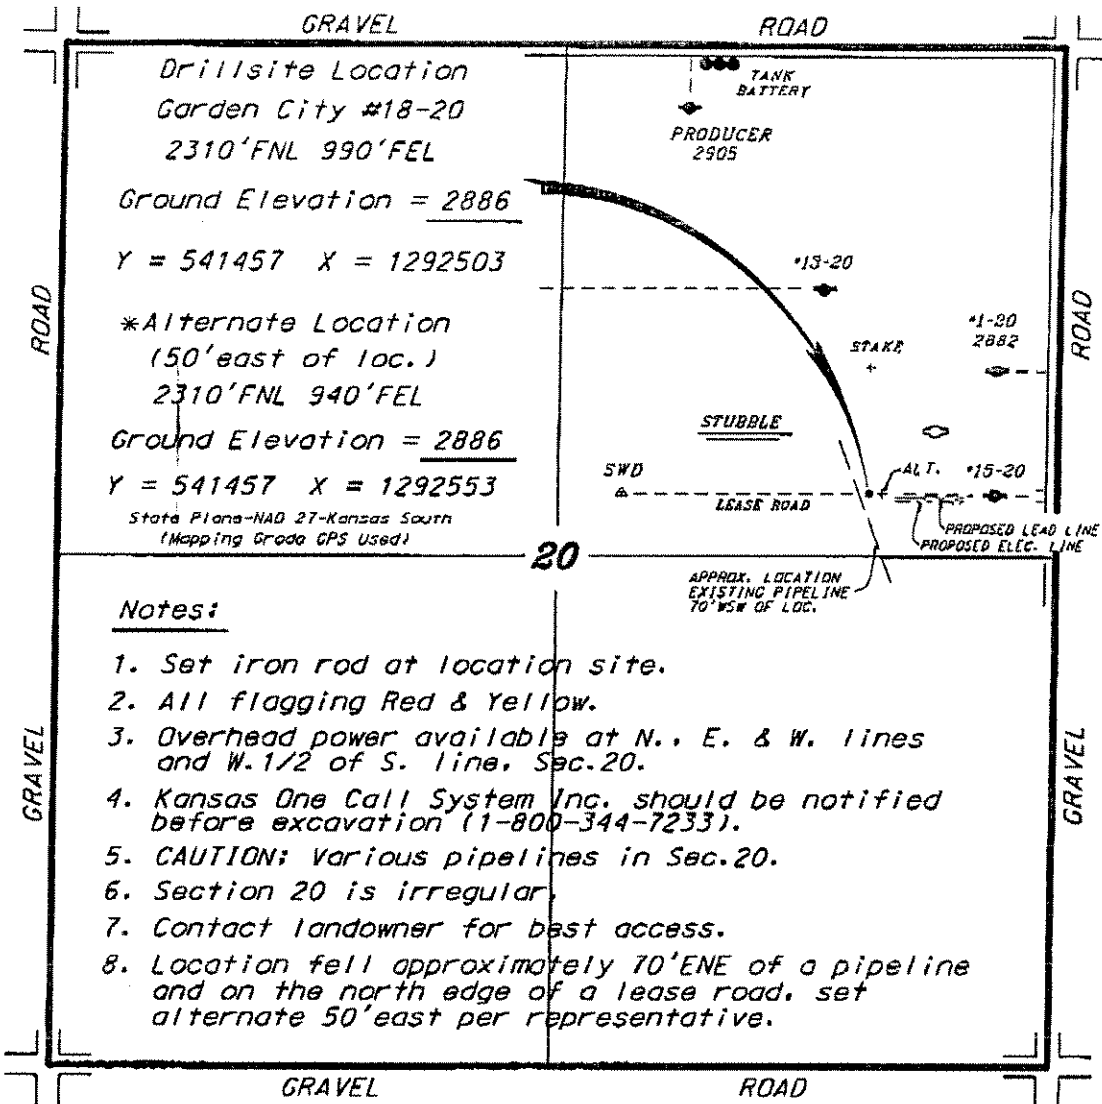 GRAVEL
ROAD
Drillsite Location
Garden City #18-20
2310'FNL 990'FEL
Ground Elevation = 2886
Y = 541457 X = 1292503
*Alternate Location
(50'east of loc.)
2310'FNL 940'FEL
Ground Elevation = 2886
Y = 541457 X = 1292553
State Plane-NAD 27-Kansas South
(Mapping Grade GPS Used)
TANK
BATTERY
PRODUCER
2905
#13-20
#1-20
2882
STAKE
STUBBLE
SWD
ALT.
#15-20
LEASE ROAD
PROPOSED LEAD LINE
PROPOSED ELEC. LINE
20
APPROX. LOCATION
EXISTING PIPELINE
70'WSW OF LOC.
ROAD
ROAD
Notes:
1. Set iron rod at location site.
2. All flagging Red & Yellow.
3. Overhead power available at N., E. & W. lines
and W.1/2 of S. line, Sec.20.
4. Kansas One Call System Inc. should be notified
before excavation (1-800-344-7233).
5. CAUTION: Various pipelines in Sec.20.
6. Section 20 is irregular.
7. Contact landowner for best access.
8. Location fell approximately 70'ENE of a pipeline
and on the north edge of a lease road, set
alternate 50'east per representative.
GRAVEL
GRAVEL
GRAVEL
ROAD